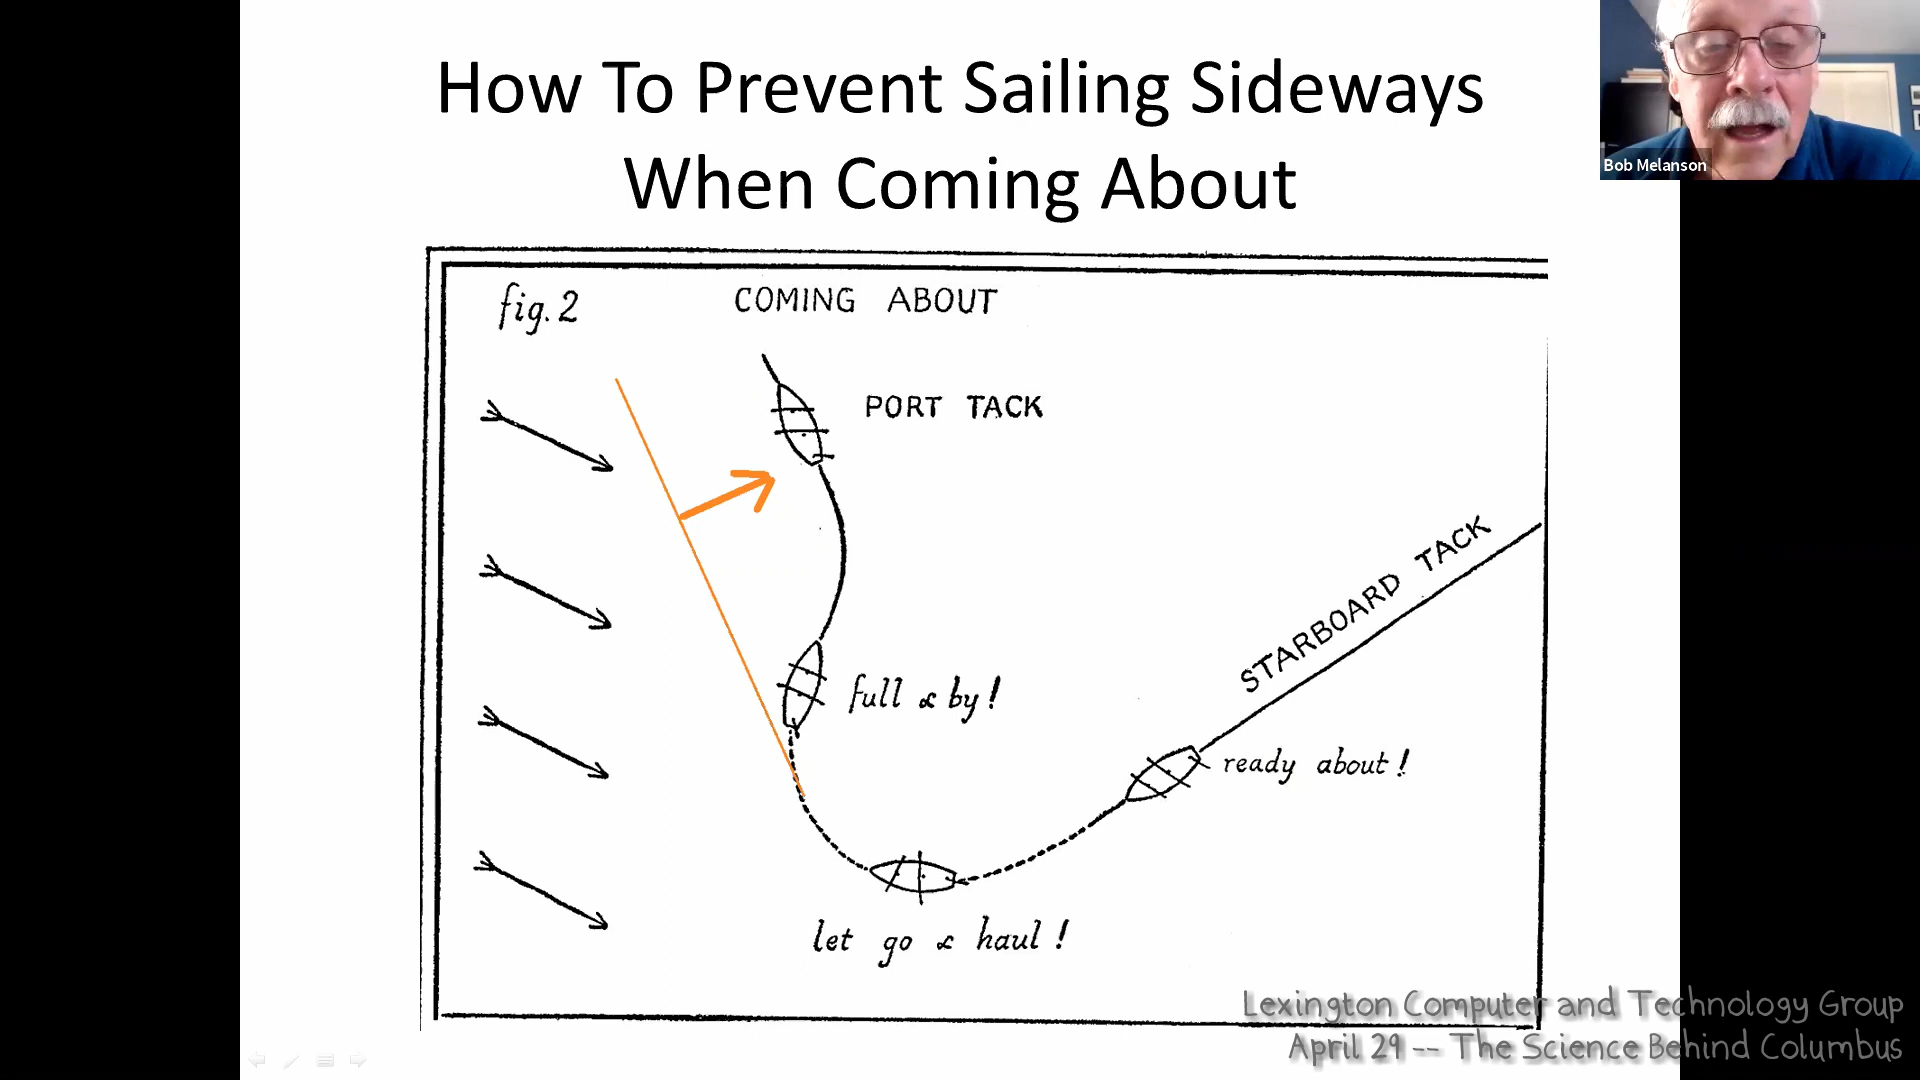 How To Prevent Sailing Sideways
When Coming About
Bob Melanson
fig. 2
COMING ABOUT
PORT TACK
STARBOARD TACK
full & by!
ready about!
let go & haul!
Lexington Computer and Technology Group
April 29 -- The Science Behind Columbus